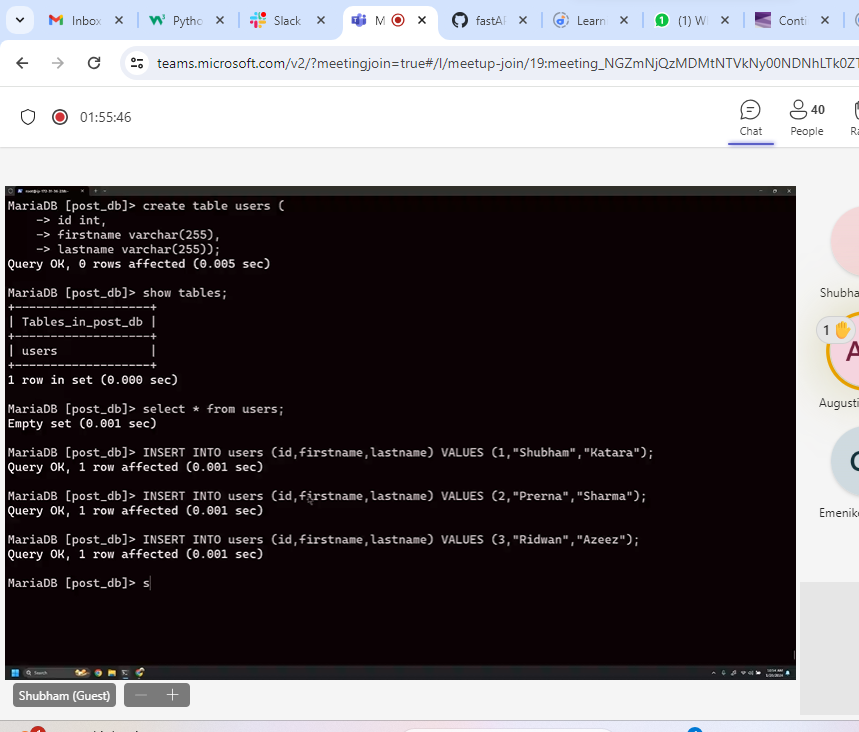 Inbox
Pytho
Slack
M
fastAF
Learn
(1) W
Conti
teams.microsoft.com/v2/?meetingjoin=true#/l/meetup-join/19:meeting_NGZmNjQzMDMtNTVkNy00NDNhLTk0ZT
01:55:46
Chat
40
People
Ra
MariaDB [post_db]> create table users (
-> id int,
-> firstname varchar(255),
-> lastname varchar(255));
Query OK, 0 rows affected (0.005 sec)
MariaDB [post_db]> show tables;
+-------------------+
| Tables_in_post_db |
+-------------------+
| users             |
+-------------------+
1 row in set (0.000 sec)
MariaDB [post_db]> select * from users;
Empty set (0.001 sec)
MariaDB [post_db]> INSERT INTO users (id,firstname,lastname) VALUES (1,"Shubham","Katara");
Query OK, 1 row affected (0.001 sec)
MariaDB [post_db]> INSERT INTO users (id,firstname,lastname) VALUES (2,"Prerna","Sharma");
Query OK, 1 row affected (0.001 sec)
MariaDB [post_db]> INSERT INTO users (id,firstname,lastname) VALUES (3,"Ridwan","Azeez");
Query OK, 1 row affected (0.001 sec)
MariaDB [post_db]> s
Search
Shubha
1
A
Augusti
Emenik
Shubham (Guest)